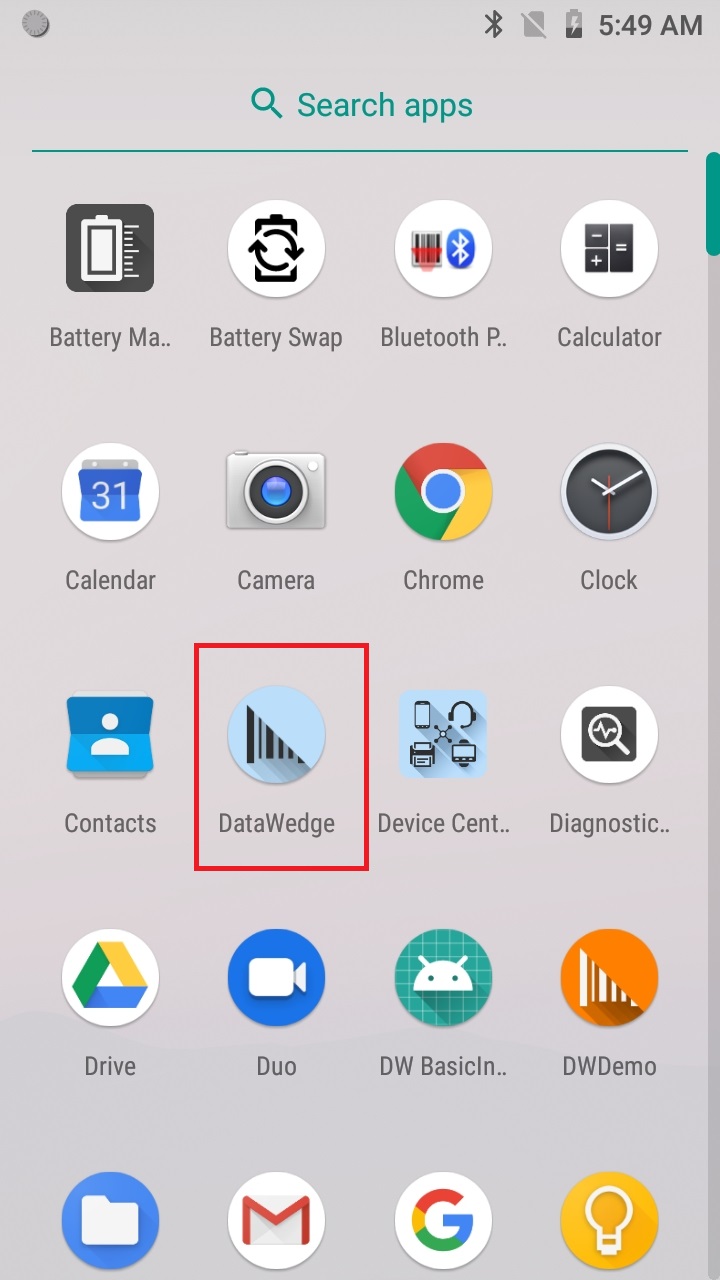 5:49 AM
Search apps
Battery Ma..
Battery Swap
Bluetooth P..
Calculator
31
Calendar
Camera
Chrome
Clock
Contacts
DataWedge
Device Cent..
Diagnostic..
Drive
Duo
DW BasicIn..
DWDemo